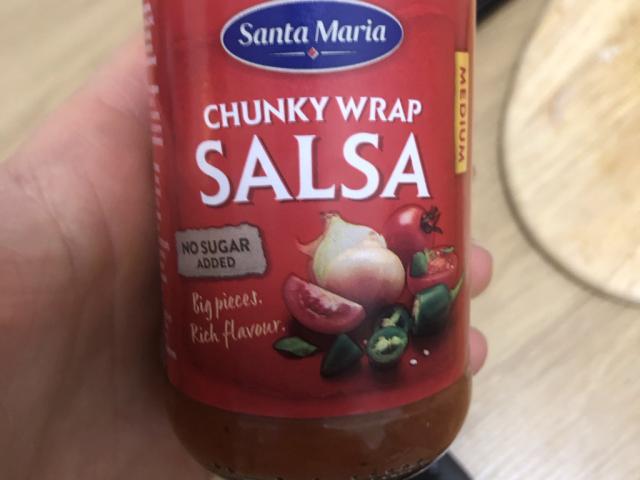 Santa Maria
CHUNKY WRAP
SALSA
MEDIUM
NO SUGAR
ADDED
Big pieces.
Rich flavour.